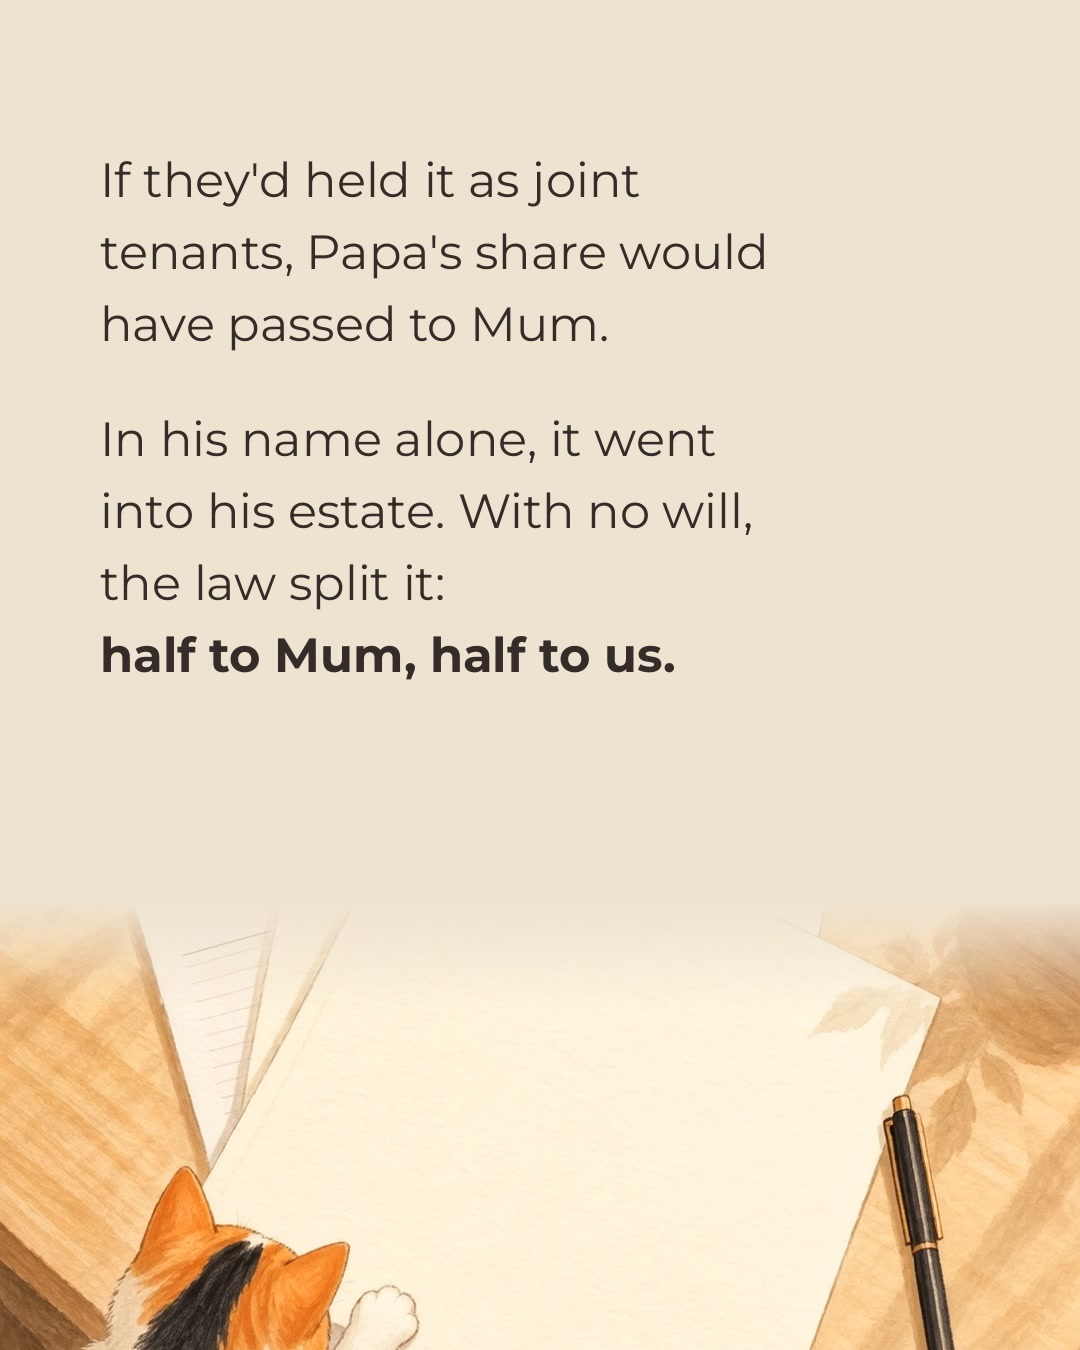 If they'd held it as joint
tenants, Papa's share would
have passed to Mum.
In his name alone, it went
into his estate. With no will,
the law split it:
half to Mum, half to us.